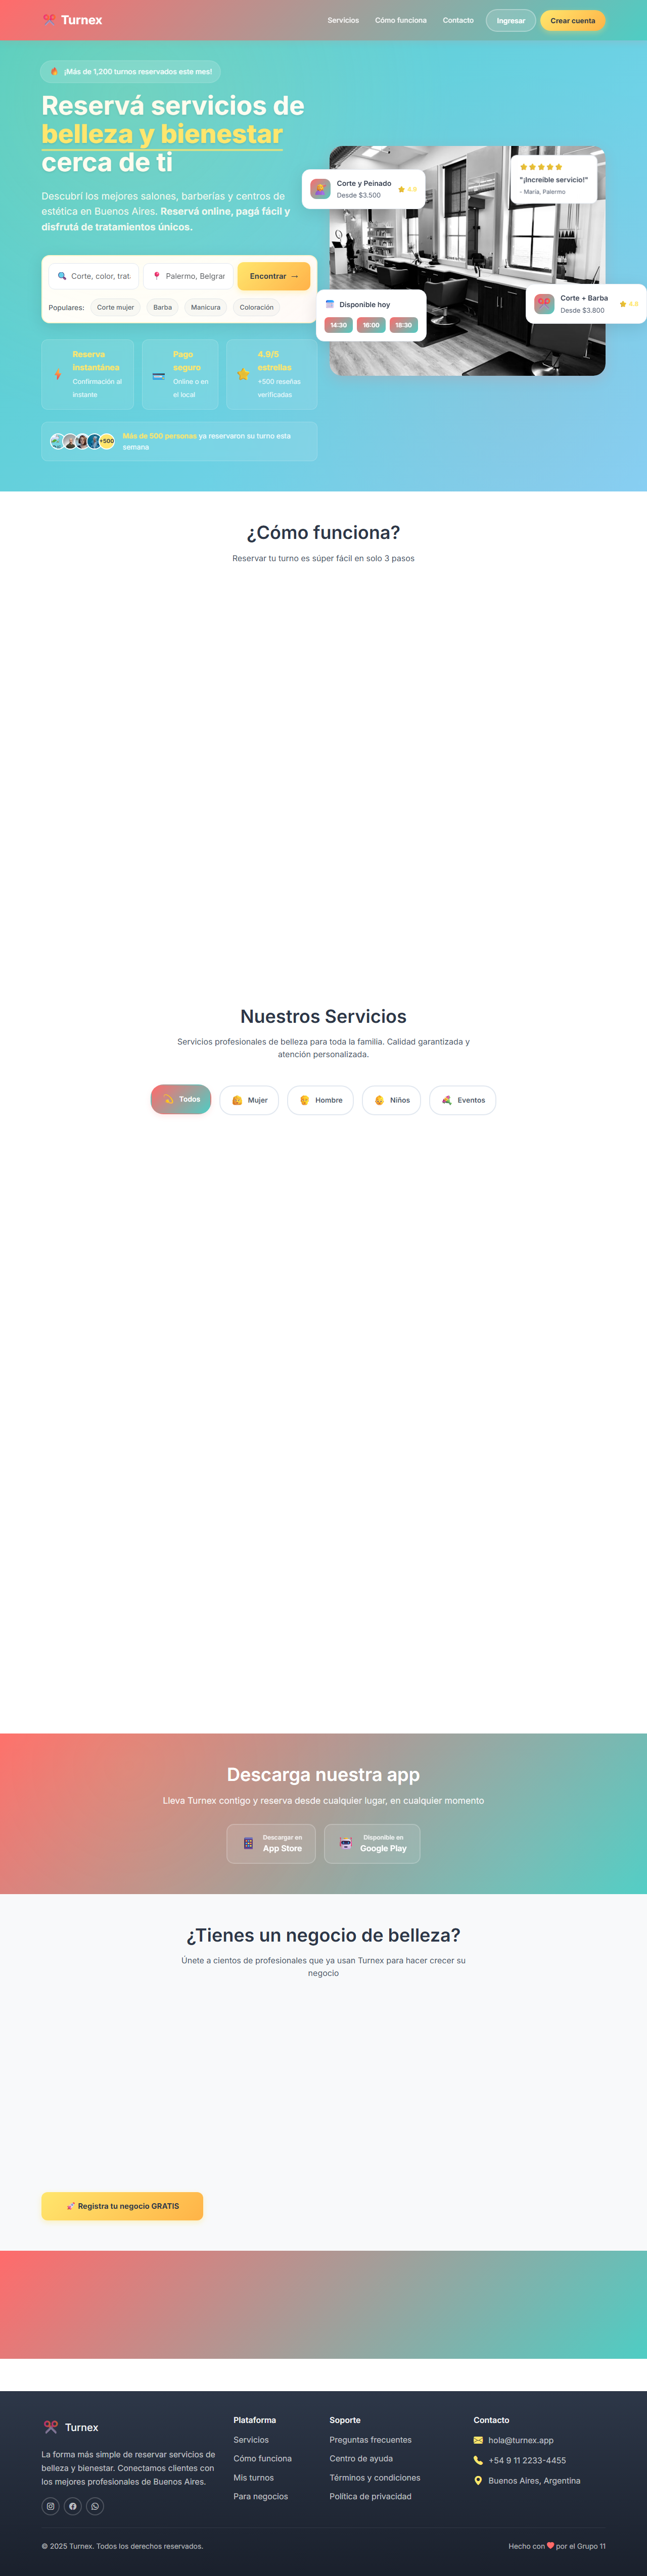 Turnex
Servicios
Cómo funciona
Contacto
Ingresar
Crear cuenta
¡Más de 1,200 turnos reservados este mes!
Reservá servicios de
belleza y bienestar
cerca de ti
Descubrí los mejores salones, barberías y centros de
estética en Buenos Aires. Reservá online, pagá fácil y
disfrutá de tratamientos únicos.
Corte, color, trat
Palermo, Belgran
Encontrar →
Populares:
Corte mujer
Barba
Manicura
Coloración
Reserva
instantánea
Confirmación al
instante
Pago
seguro
Online o en
el local
4.9/5
estrellas
+500 reseñas
verificadas
+500
Más de 500 personas ya reservaron su turno esta
semana
Corte y Peinado
Desde $3.500
4.9
"¡Increíble servicio!"
- María, Palermo
Disponible hoy
14:30
16:00
18:30
Corte + Barba
Desde $3.800
4.8
¿Cómo funciona?
Reservar tu turno es súper fácil en solo 3 pasos
Nuestros Servicios
Servicios profesionales de belleza para toda la familia. Calidad garantizada y
atención personalizada.
Todos
Mujer
Hombre
Niños
Eventos
Descarga nuestra app
Lleva Turnex contigo y reserva desde cualquier lugar, en cualquier momento
Descargar en
App Store
Disponible en
Google Play
¿Tienes un negocio de belleza?
Únete a cientos de profesionales que ya usan Turnex para hacer crecer su
negocio
Registra tu negocio GRATIS
Turnex
La forma más simple de reservar servicios de
belleza y bienestar. Conectamos clientes con
los mejores profesionales de Buenos Aires.
Plataforma
Servicios
Cómo funciona
Mis turnos
Para negocios
Soporte
Preguntas frecuentes
Centro de ayuda
Términos y condiciones
Política de privacidad
Contacto
hola@turnex.app
+54 9 11 2233-4455
Buenos Aires, Argentina
© 2025 Turnex. Todos los derechos reservados.
Hecho con ❤️ por el Grupo 11